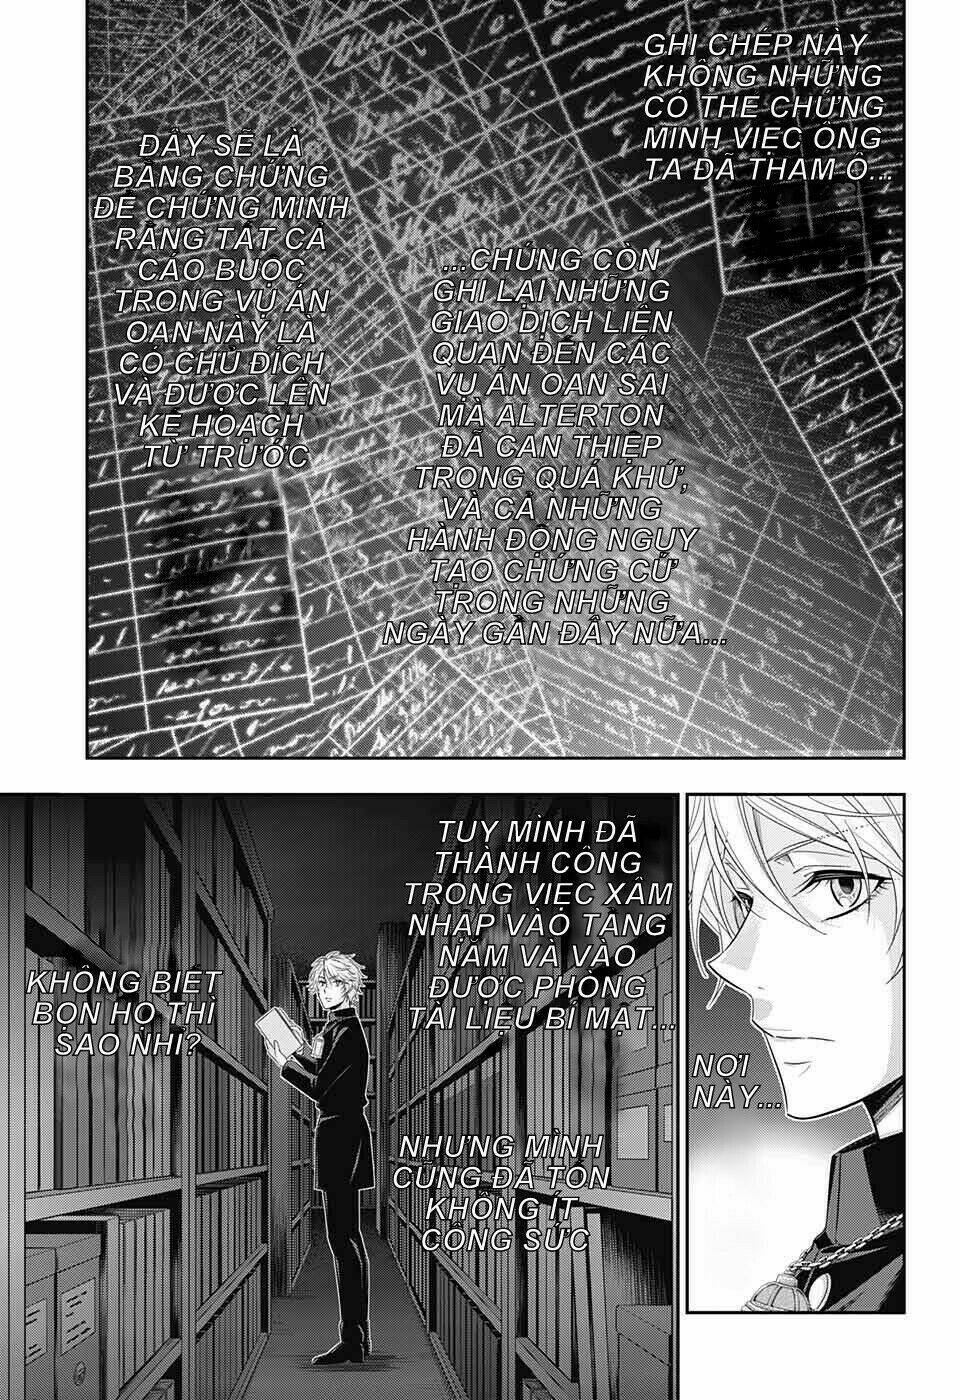 GHI CHÉP NÀY
KHÔNG NHỮNG
CÓ THỂ CHỨNG
MINH VIỆC ÔNG
TA ĐÃ THAM Ô...
...CHÚNG CÒN
GHI LẠI NHỮNG
GIAO DỊCH LIÊN
QUAN ĐẾN CÁC
VỤ ÁN OAN SAI
MÀ ALTERTON
ĐÃ CAN THIỆP
TRONG QUÁ KHỨ,
VÀ CẢ NHỮNG
HÀNH ĐỘNG NGỤY
TẠO CHỨNG CỨ
TRONG NHỮNG
NGÀY GẦN ĐÂY NỮA...
ĐÂY SẼ LÀ
BẰNG CHỨNG
ĐỂ CHỨNG MINH
RẰNG TẤT CẢ
CÁO BUỘC
TRONG VỤ ÁN
OAN NÀY LÀ
CÓ CHỦ ĐÍCH
VÀ ĐƯỢC LÊN
KẾ HOẠCH
TỪ TRƯỚC
NƠI
NÀY...
TUY MÌNH ĐÃ
THÀNH CÔNG
TRONG VIỆC XÂM
NHẬP VÀO TẦNG
NĂM VÀ VÀO
ĐƯỢC PHÒNG
TÀI LIỆU BÍ MẬT...
NHƯNG MÌNH
CŨNG ĐÃ TỐN
KHÔNG ÍT
CÔNG SỨC
KHÔNG BIẾT
BỌN HỌ THÌ
SAO NHỈ?